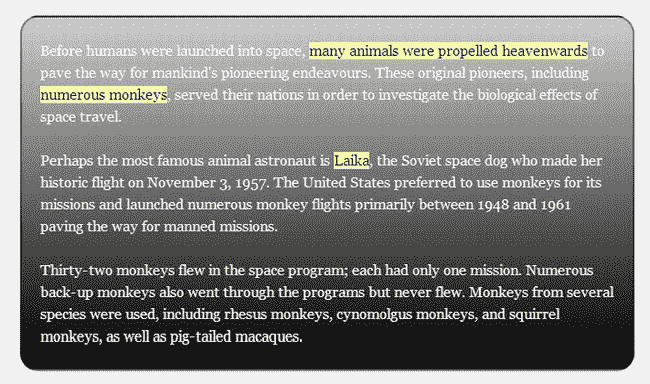 Before humans were launched into space, many animals were propelled heavenwards to
pave the way for mankind's pioneering endeavours. These original pioneers, including
numerous monkeys, served their nations in order to investigate the biological effects of
space travel.
Perhaps the most famous animal astronaut is Laika, the Soviet space dog who made her
historic flight on November 3, 1957. The United States preferred to use monkeys for its
missions and launched numerous monkey flights primarily between 1948 and 1961
paving the way for manned missions.
Thirty-two monkeys flew in the space program; each had only one mission. Numerous
back-up monkeys also went through the programs but never flew. Monkeys from several
species were used, including rhesus monkeys, cynomolgus monkeys, and squirrel
monkeys, as well as pig-tailed macaques.